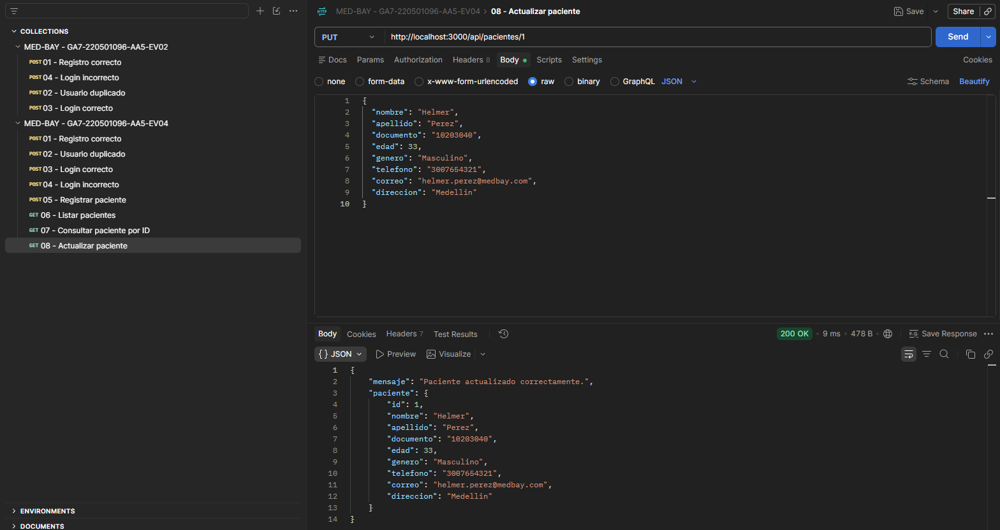 COLLECTIONS
MED-BAY - GA7-220501096-AA5-EV02
POST 01 - Registro correcto
POST 04 - Login incorrecto
POST 02 - Usuario duplicado
POST 03 - Login correcto
MED-BAY - GA7-220501096-AA5-EV04
POST 01 - Registro correcto
POST 02 - Usuario duplicado
POST 03 - Login correcto
POST 04 - Login incorrecto
POST 05 - Registrar paciente
GET 06 - Listar pacientes
GET 07 - Consultar paciente por ID
GET 08 - Actualizar paciente
ENVIRONMENTS
DOCUMENTS
HTTP MED-BAY - GA7-220501096-AA5-EV04 > 08 - Actualizar paciente Save Share
PUT http://localhost:3000/api/pacientes/1 Send
Docs Params Authorization Headers 8 Body Scripts Settings Cookies
none form-data x-www-form-urlencoded raw binary GraphQL JSON Schema Beautify
1 {
2 "nombre": "Helmer",
3 "apellido": "Perez",
4 "documento": "10203040",
5 "edad": 33,
6 "genero": "Masculino",
7 "telefono": "3007654321",
8 "correo": "helmer.perez@medbay.com",
9 "direccion": "Medellin"
10 }
Body Cookies Headers 7 Test Results 200 OK • 9 ms • 478 B • e.g. Save Response
{} JSON Preview Visualize
1 {
2 "mensaje": "Paciente actualizado correctamente.",
3 "paciente": {
4 "id": 1,
5 "nombre": "Helmer",
6 "apellido": "Perez",
7 "documento": "10203040",
8 "edad": 33,
9 "genero": "Masculino",
10 "telefono": "3007654321",
11 "correo": "helmer.perez@medbay.com",
12 "direccion": "Medellin"
13 }
14 }